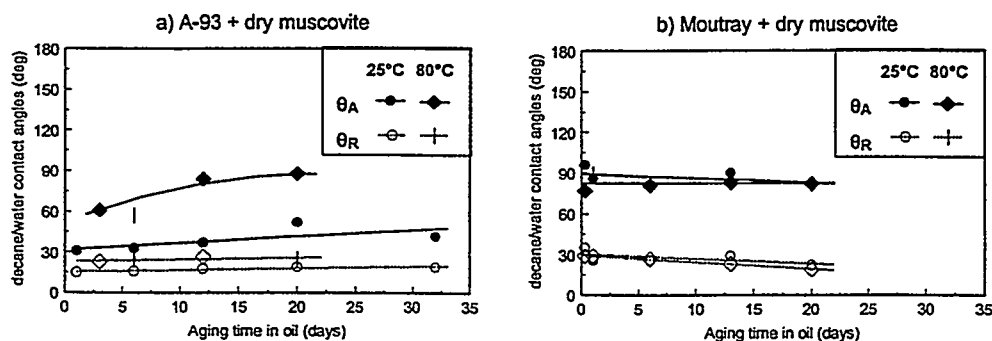 a) A-93 + dry muscovite
decane/water contact angles (deg)
180
150
120
90
60
30
0
25°C 80°C
θA
θR
0 5 10 15 20 25 30 35
Aging time in oil (days)
b) Moutray + dry muscovite
decane/water contact angles (deg)
180
150
120
90
60
30
0
25°C 80°C
θA
θR
0 5 10 15 20 25 30 35
Aging time in oil (days)